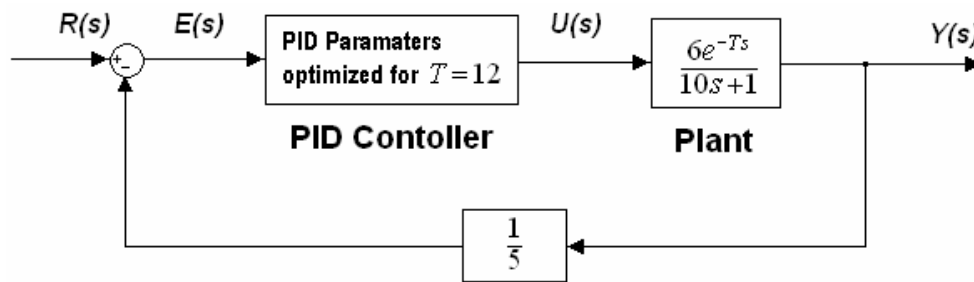 R(s)
E(s)
PID Paramaters
optimized for T=12
U(s)
6e^{-Ts}
10s+1
Y(s)
PID Contoller
Plant
1
5
+
−